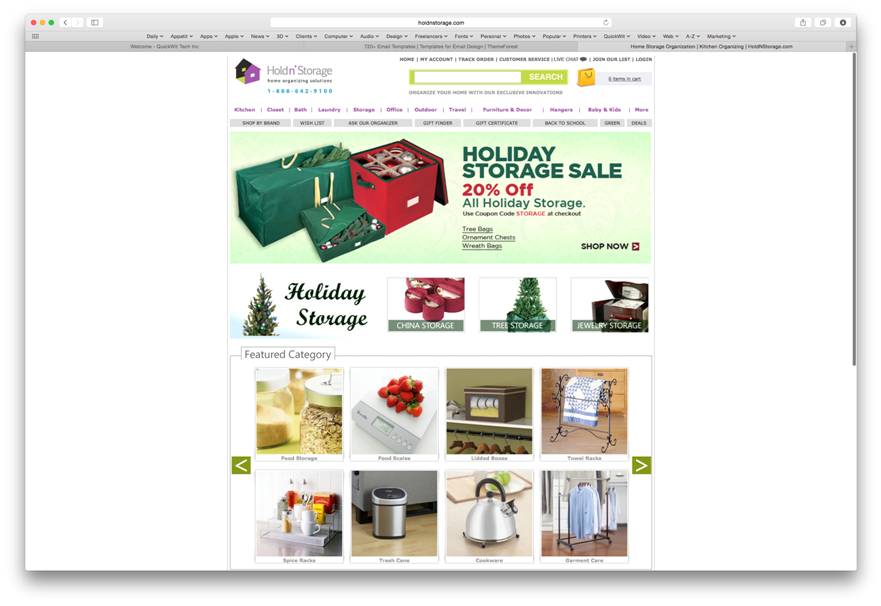 holdnstorage.com
Daily Appatit Apps Apple News 3D Clients Computer Audio Design Freelancers Fonts Personal Photos Popular Printers QuickWit Video Web A-Z Marketing
Welcome - QuickWit Tech Inc
720+ Email Templates | Templates for Email Design | ThemeForest
Home Storage Organization | Kitchen Organizing | HoldNStorage.com
Hold n' Storage
home organizing solutions
1-888-642-9100
HOME | MY ACCOUNT | TRACK ORDER | CUSTOMER SERVICE | LIVE CHAT | JOIN OUR LIST | LOGIN
SEARCH
6 items in cart
ORGANIZE YOUR HOME WITH OUR EXCLUSIVE INNOVATIONS
Kitchen | Closet | Bath | Laundry | Storage | Office | Outdoor | Travel | Furniture & Decor | Hangers | Baby & Kids | More
SHOP BY BRAND WISH LIST ASK OUR ORGANIZER GIFT FINDER GIFT CERTIFICATE BACK TO SCHOOL GREEN DEALS
HOLIDAY
STORAGE SALE
20% Off
All Holiday Storage.
Use Coupon Code STORAGE at checkout
Tree Bags
Ornament Chests
Wreath Bags
SHOP NOW
Holiday
Storage
CHINA STORAGE
TREE STORAGE
JEWELRY STORAGE
Featured Category
Food Storage
Food Scales
Lidded Boxes
Towel Racks
<
>
Spice Racks
Trash Cans
Cookware
Garment Care